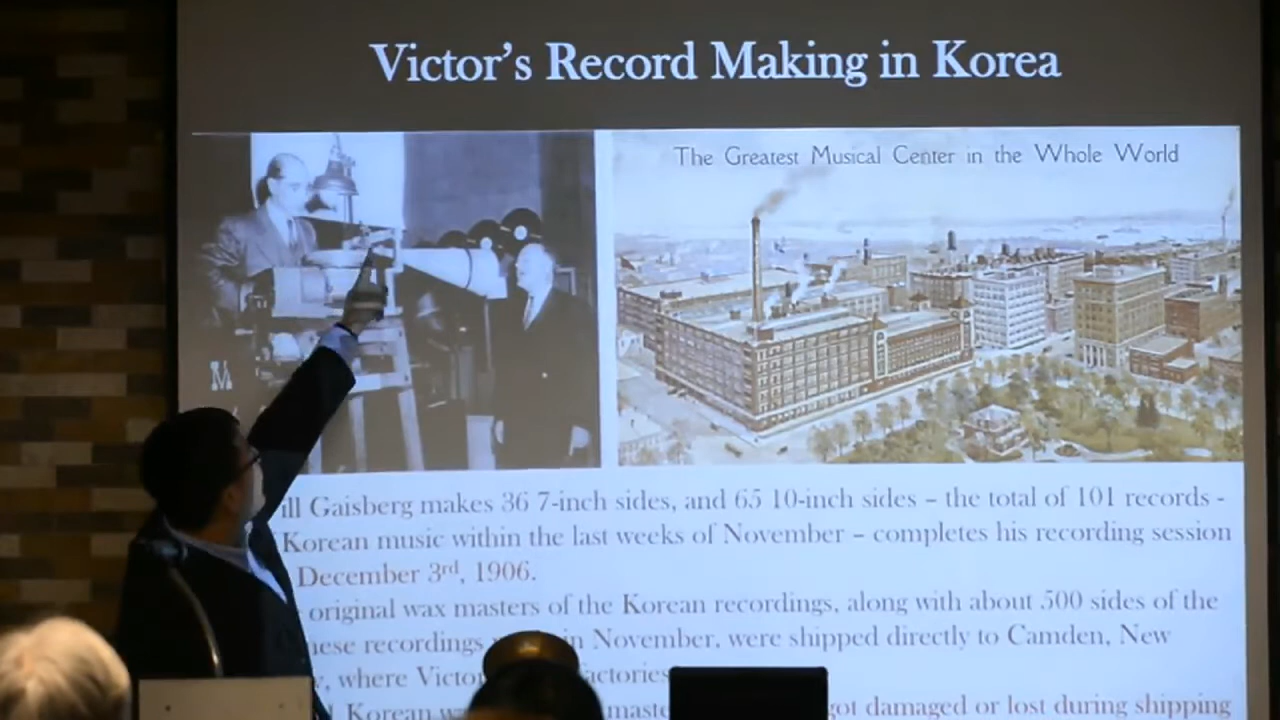 Victor's Record Making in Korea
The Greatest Musical Center in the Whole World
M
ill Gaisberg makes 36 7-inch sides, and 65 10-inch sides – the total of 101 records -
Korean music within the last weeks of November – completes his recording session
December 3rd, 1906.
original wax masters of the Korean recordings, along with about 500 sides of the
nese recordings in November, were shipped directly to Camden, New
, where Victo actories
Korean w maste got damaged or lost during shipping